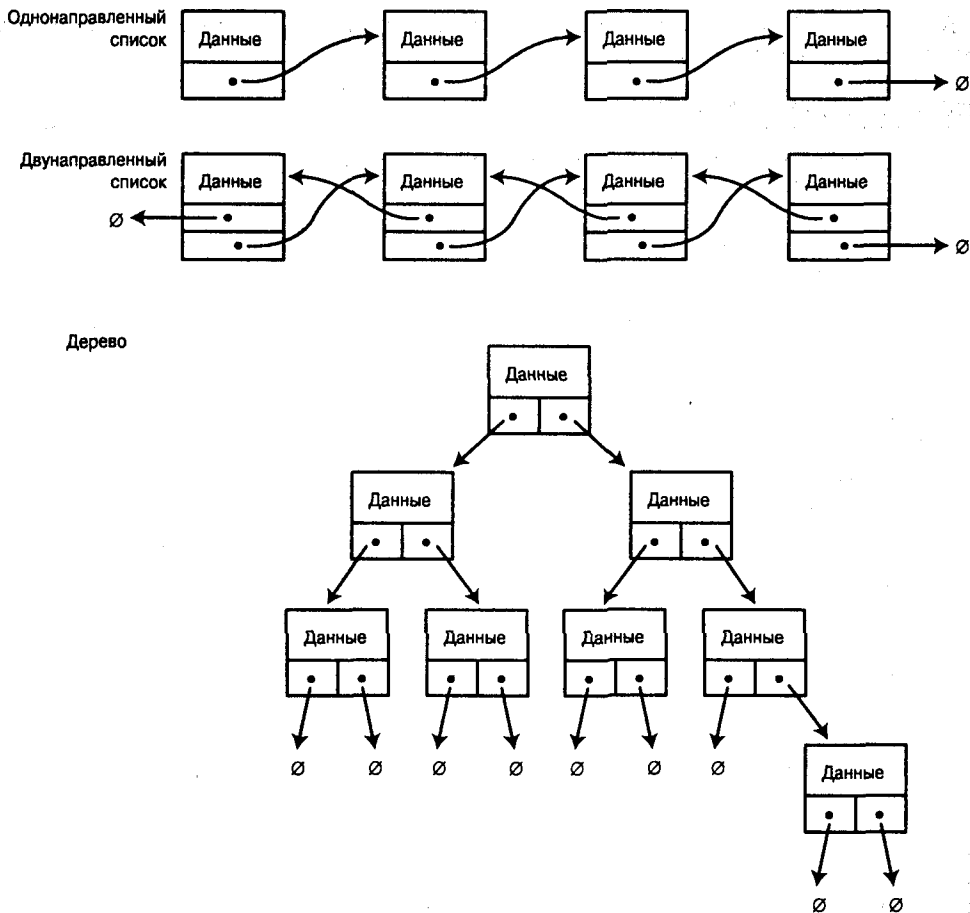 Однонаправленный
список
Данные Данные Данные Данные
Ø
Двунаправленный
список
Данные Данные Данные Данные
Ø Ø
Дерево
Данные
Данные Данные
Данные Данные Данные Данные
Ø Ø Ø Ø Ø Ø Ø
Данные
Ø Ø